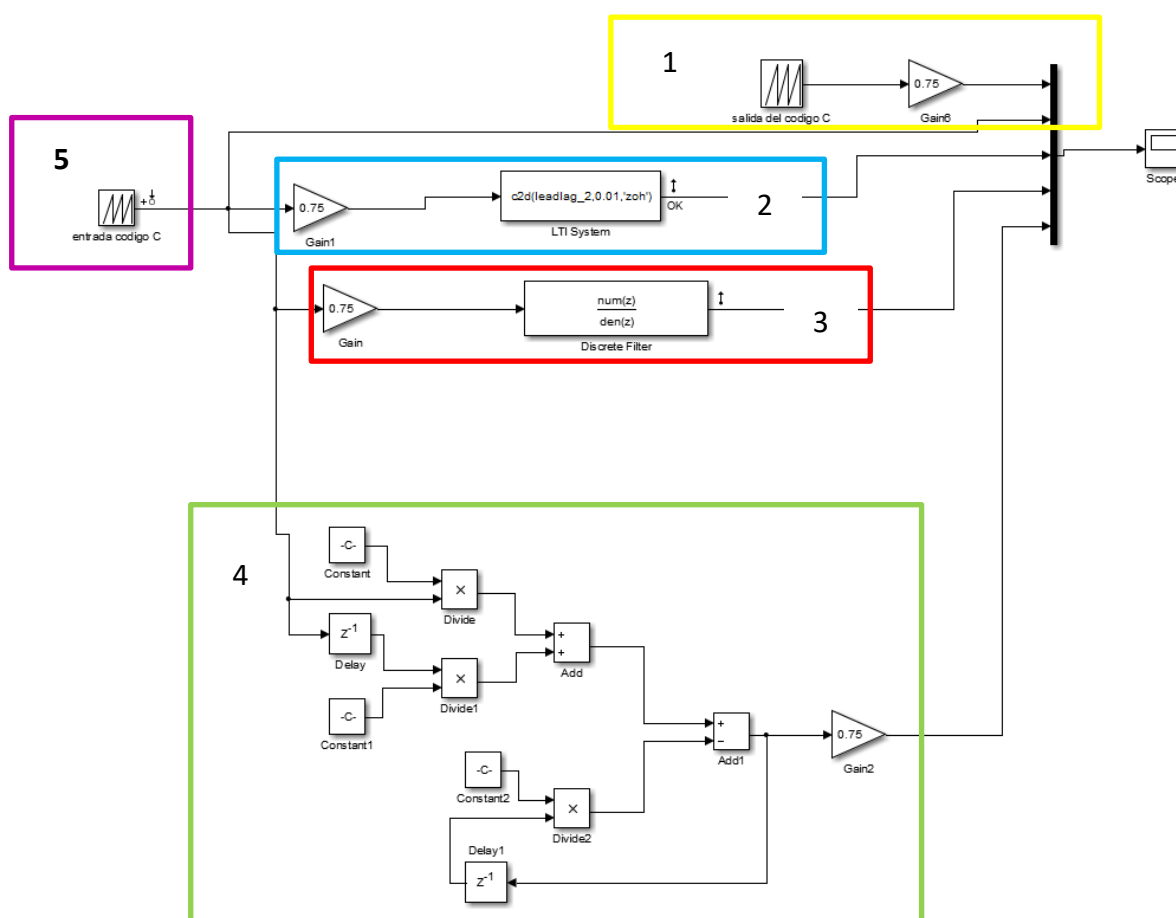 1
0.75
salida del codigo C
Gain6
Scope
5
entrada codigo C
0.75
Gain1
c2d(leadlag_2,0.01,'zoh')
LTI System
OK
2
0.75
Gain
num(z)
den(z)
Discrete Filter
3
4
-C-
Constant
×
Divide
z-1
Delay
×
Divide1
-C-
Constant1
+
+
Add
+
−
Add1
0.75
Gain2
-C-
Constant2
×
Divide2
Delay1
z-1